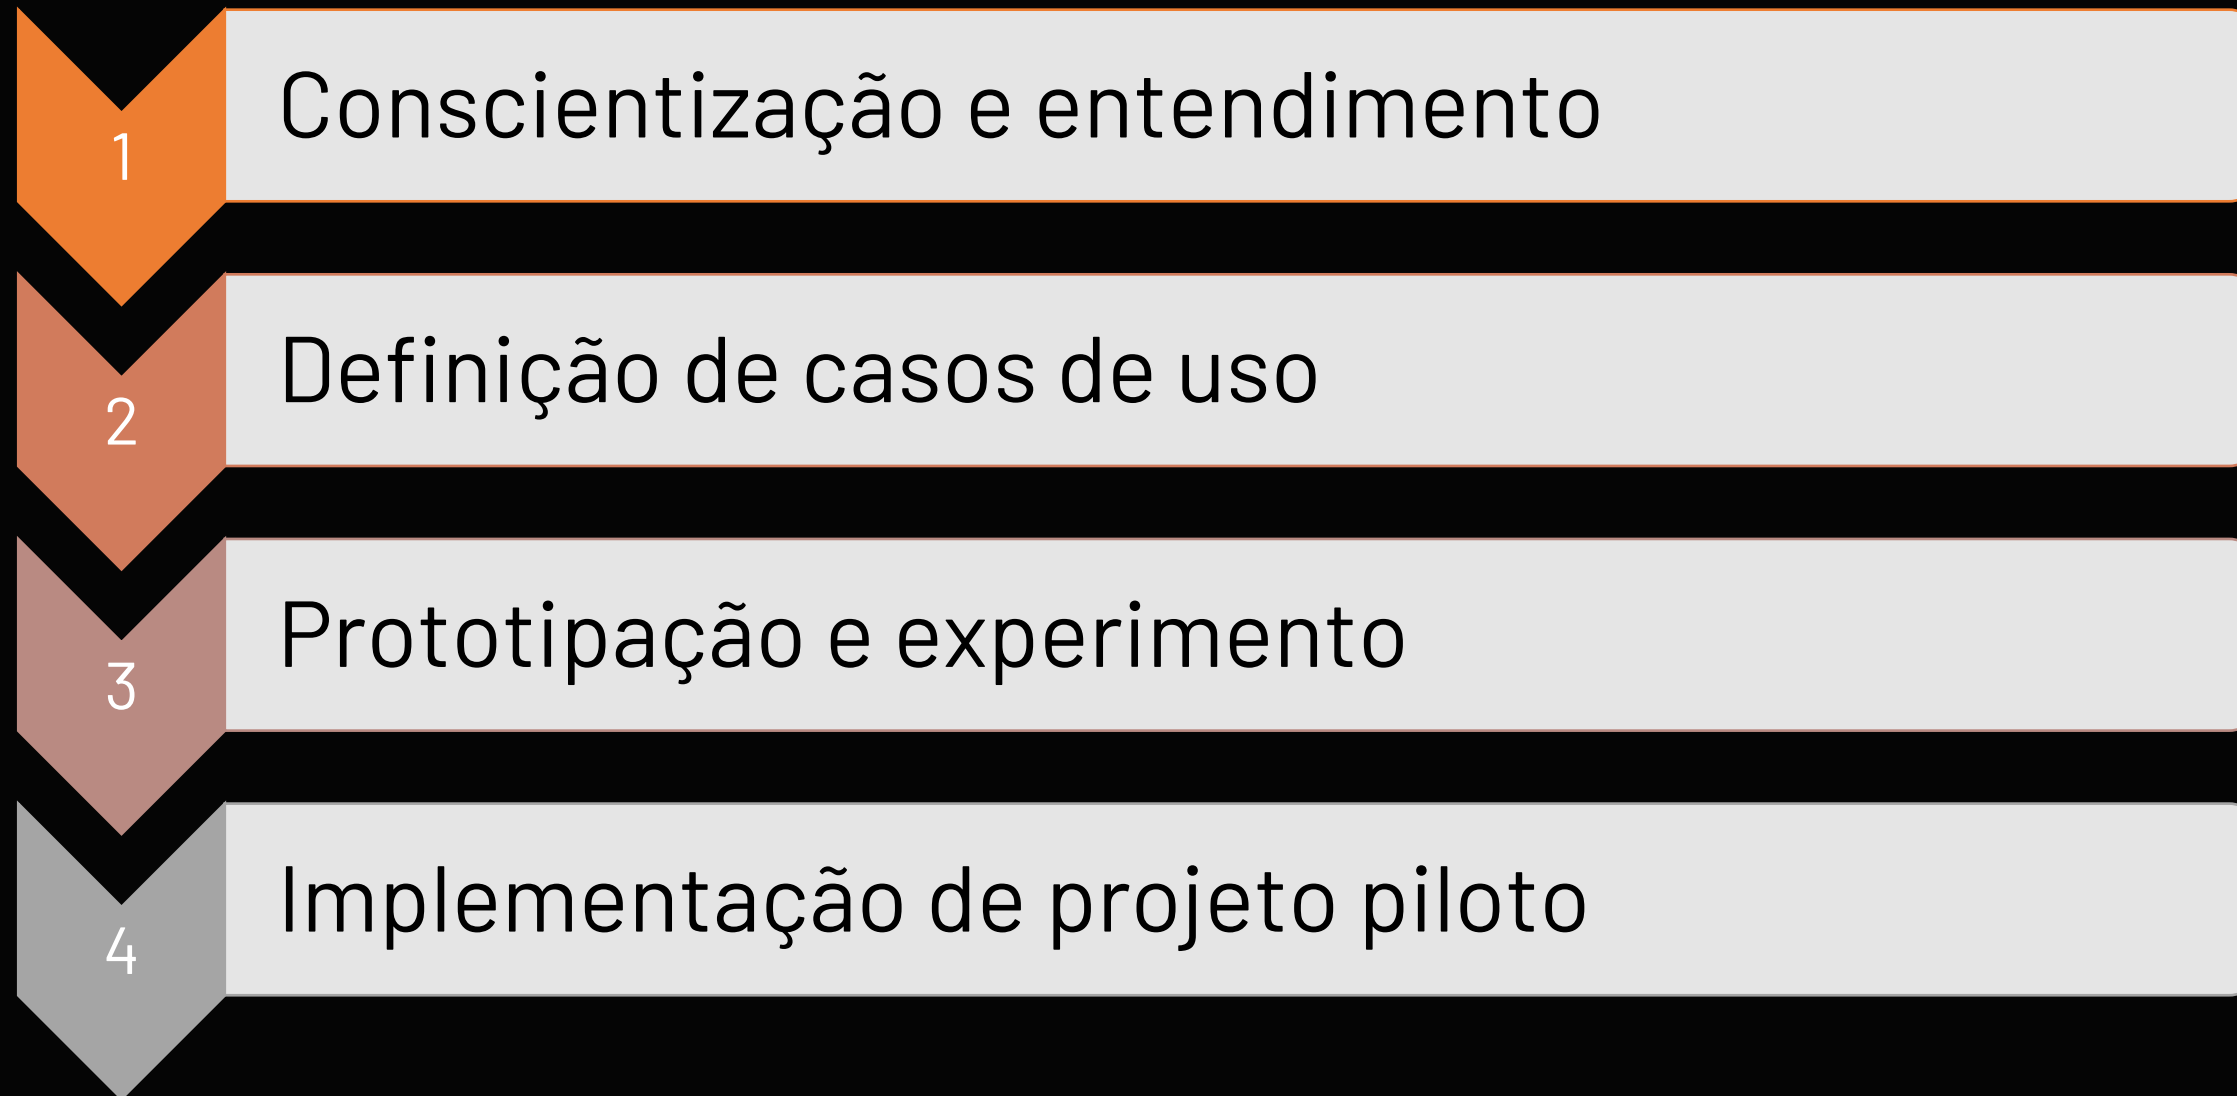 1
Conscientização e entendimento
2
Definição de casos de uso
3
Prototipação e experimento
4
Implementação de projeto piloto